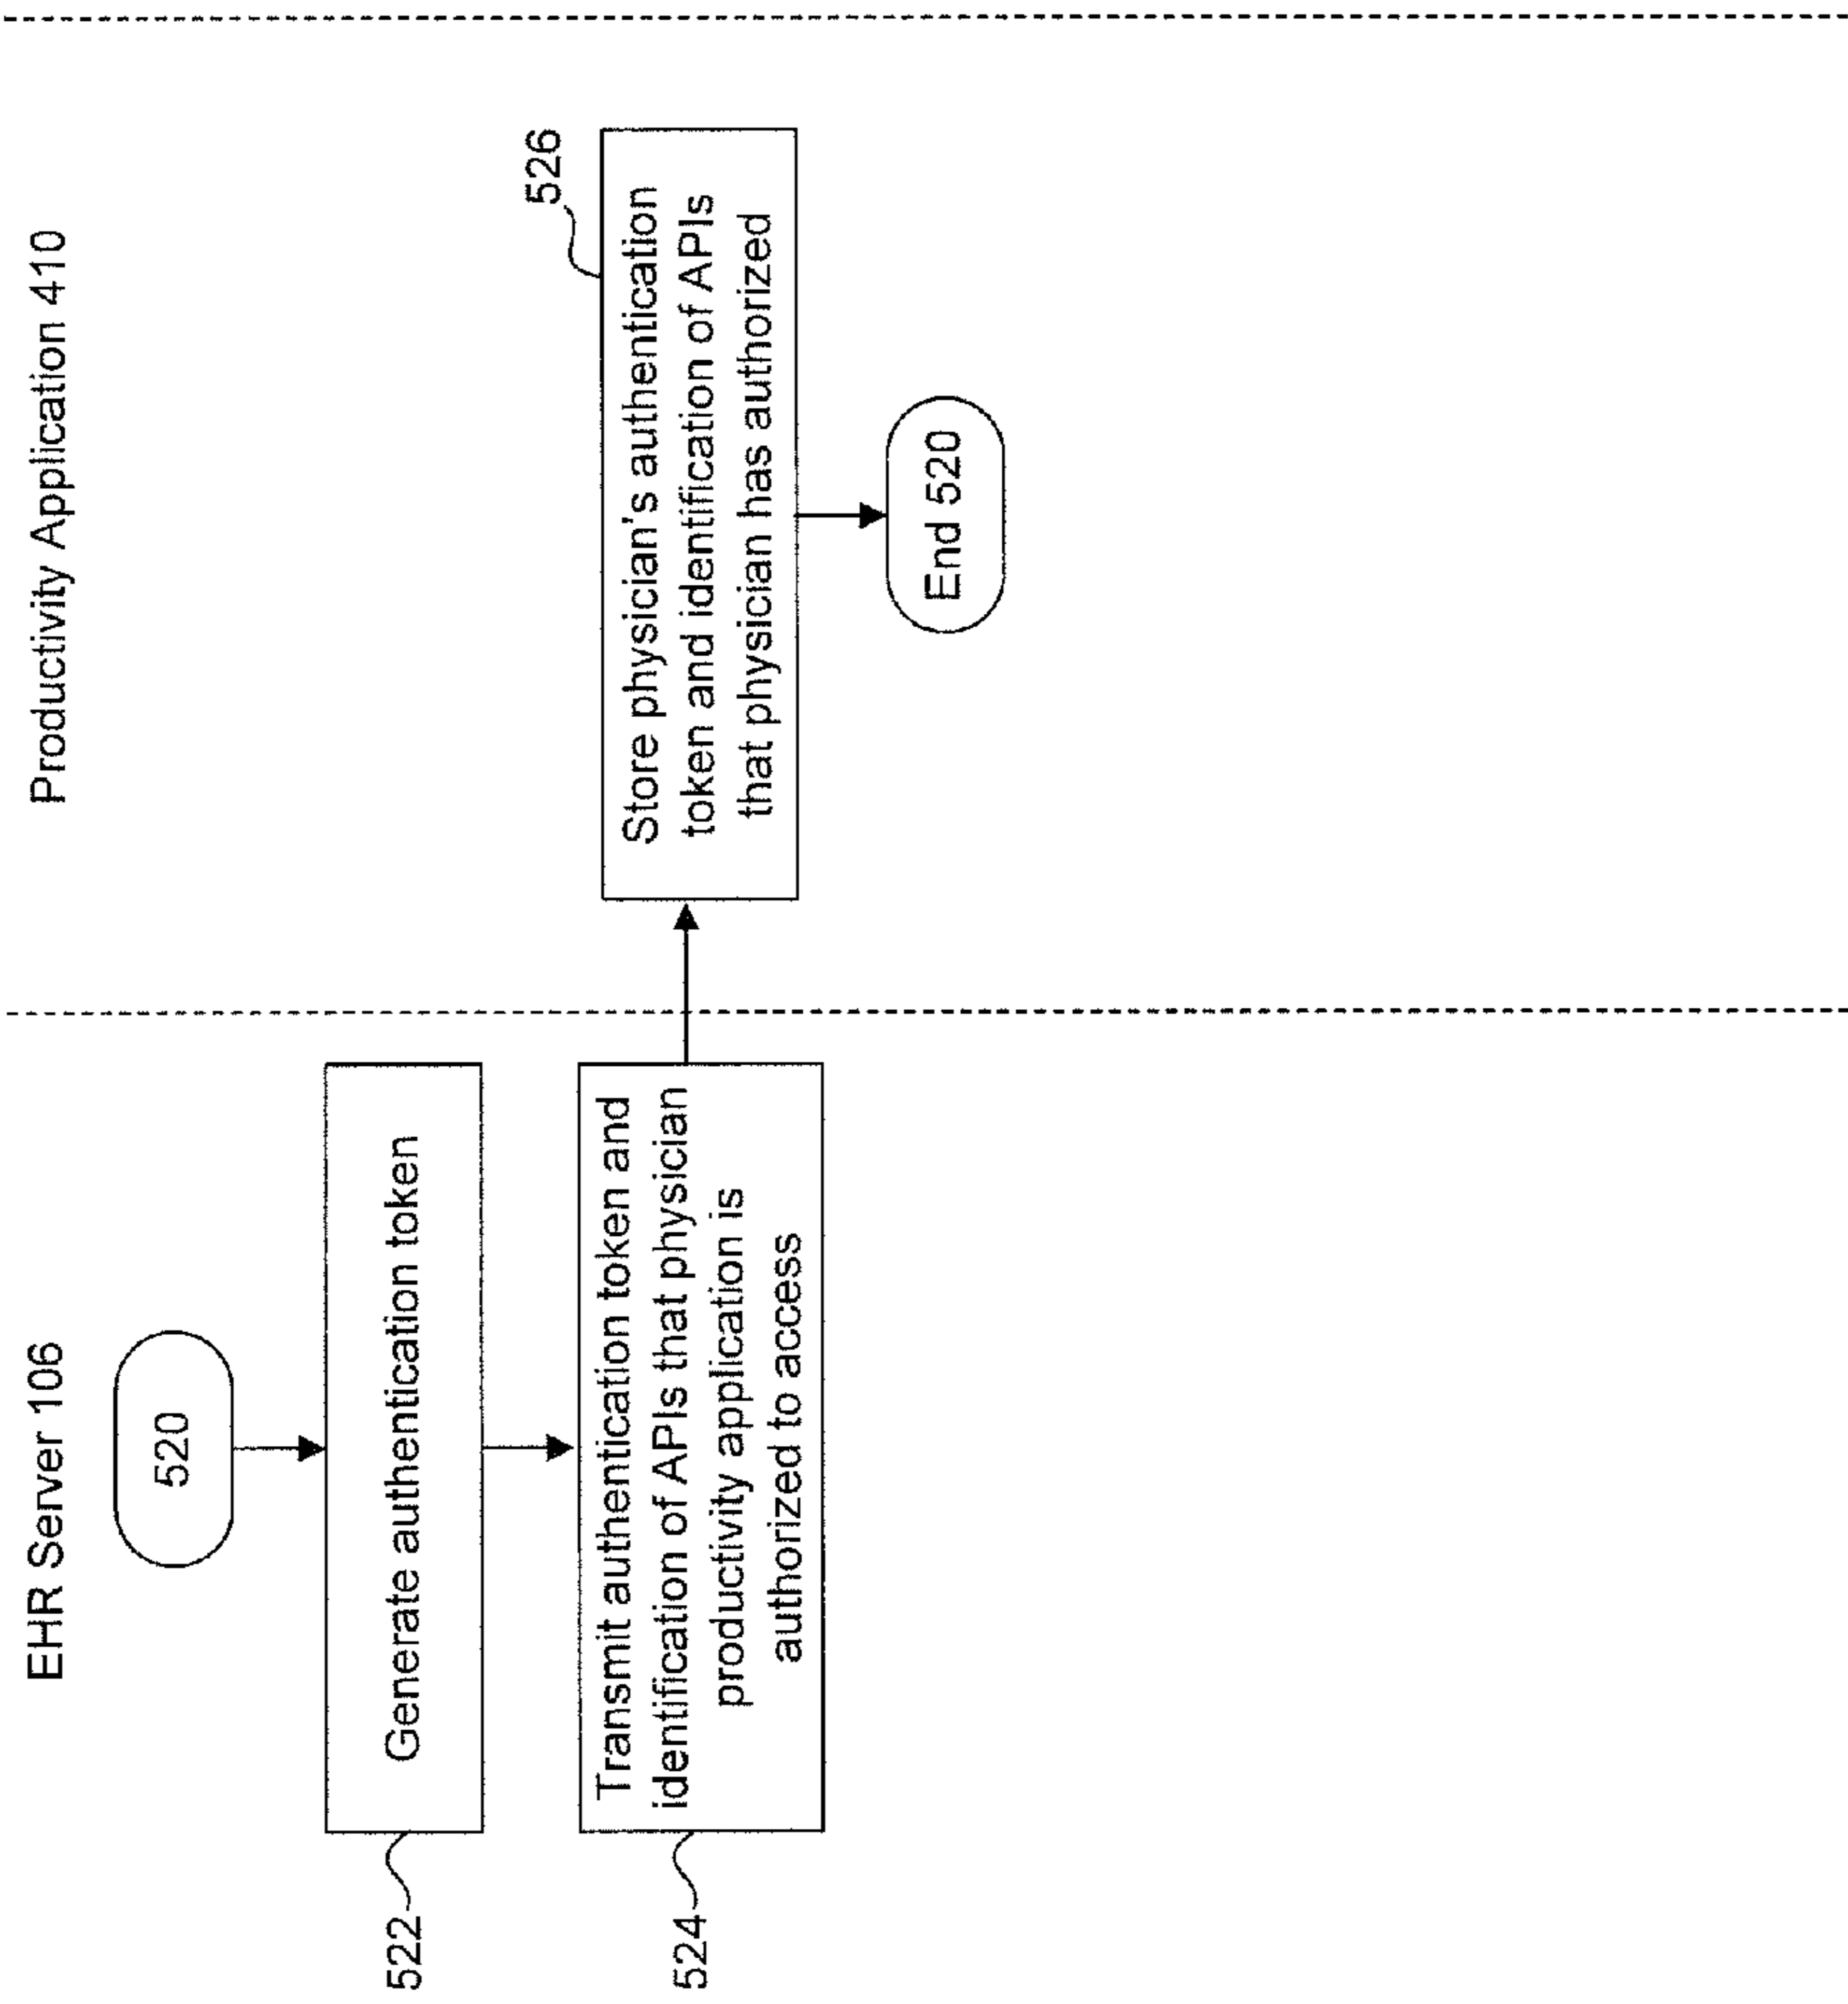 EHR Server 106
Productivity Application 410
520
522
Generate authentication token
524
Transmit authentication token and
identification of APIs that physician
productivity application is
authorized to access
526
Store physician's authentication
token and identification of APIs
that physician has authorized
End 520